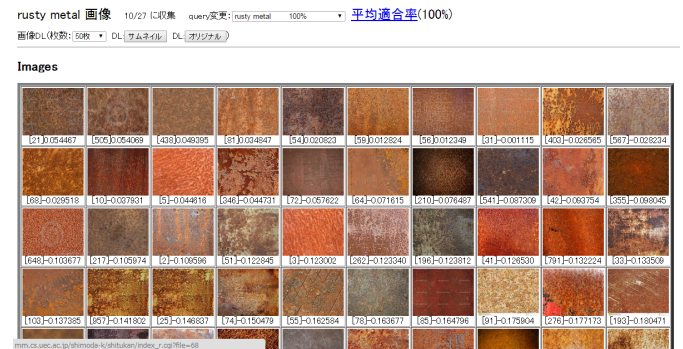 rusty metal 画像 10/27 に収集 query変更: rusty metal 100% 平均適合率(100%)
画像DL(枚数: 50枚 DL: サムネイル DL: オリジナル)
Images
[21]0.054467 [505]0.054069 [438]0.049395 [81]0.034847 [54]0.020823 [59]0.012824 [56]0.012349 [31]-0.001115 [403]-0.026565 [567]-0.028234
[68]-0.029518 [10]-0.037931 [5]-0.044616 [346]-0.044731 [72]-0.057622 [64]-0.071615 [210]-0.076487 [541]-0.087309 [42]-0.093754 [355]-0.098045
[648]-0.103677 [217]-0.105974 [2]-0.109596 [51]-0.122845 [3]-0.123002 [262]-0.123340 [196]-0.123812 [41]-0.126530 [791]-0.132224 [33]-0.133509
[103]-0.137385 [957]-0.141802 [25]-0.146837 [74]-0.150479 [55]-0.162584 [78]-0.163677 [85]-0.164796 [91]-0.175904 [276]-0.177173 [193]-0.180471
mm.cs.uec.ac.jp/shimoda-k/shitukan/index_r.cgi?file=68